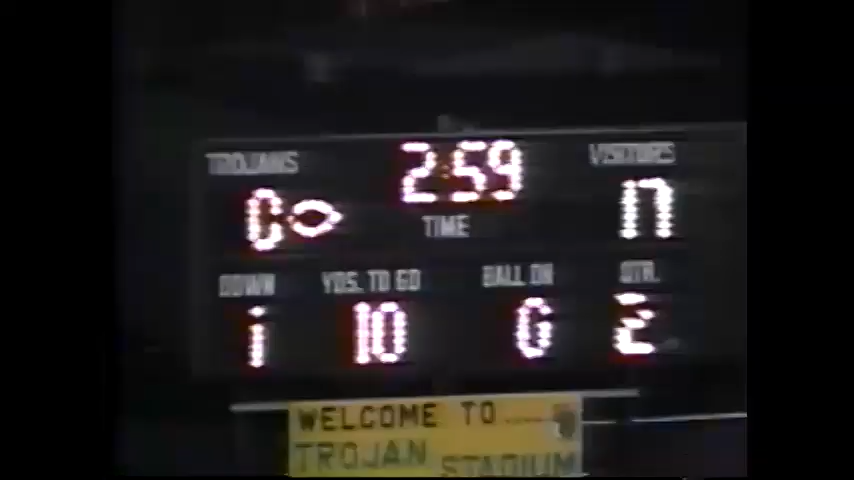 TROJANS 2:59 VISITORS
TIME
DOWN YDS. TO GO BALL ON QTR.
1 10 G 2
WELCOME TO
TROJAN STADIUM